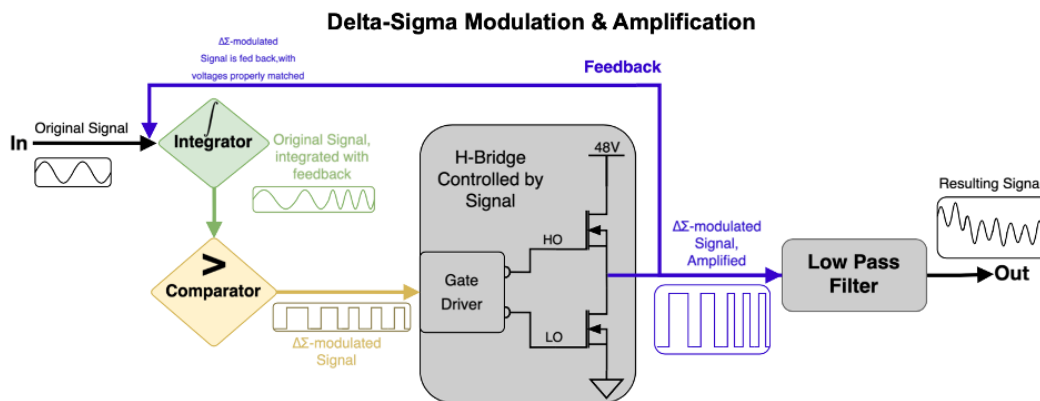 Delta-Sigma Modulation & Amplification
ΔΣ-modulated
Signal is fed back,with
voltages properly matched
Feedback
In
Original Signal
∫
Integrator
Original Signal,
integrated with
feedback
>
Comparator
ΔΣ-modulated
Signal
H-Bridge
Controlled by
Signal
48V
HO
Gate
Driver
LO
ΔΣ-modulated
Signal,
Amplified
Low Pass
Filter
Resulting Signal
Out